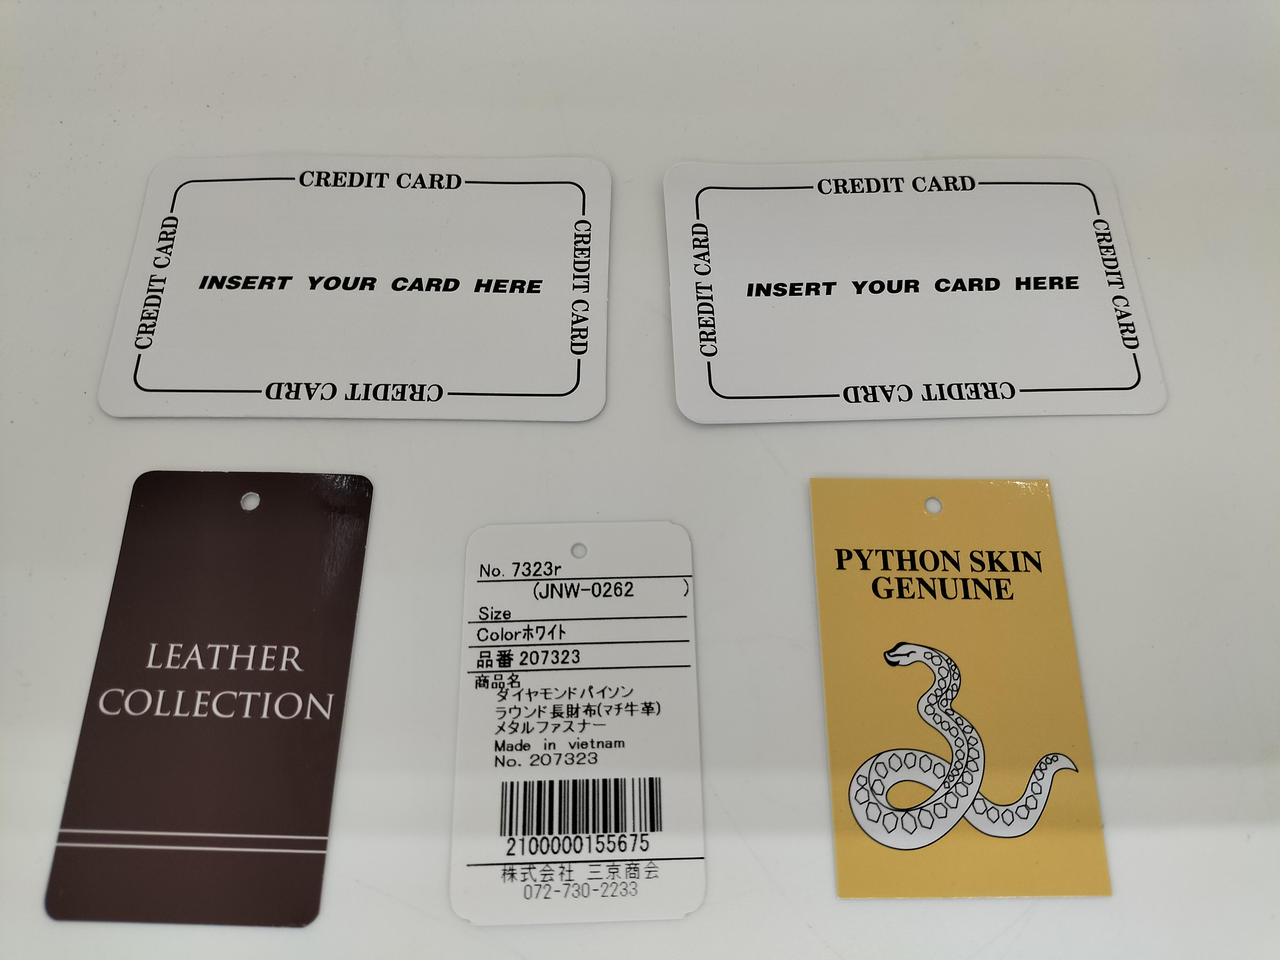 CREDIT CARD
CREDIT CARD
INSERT YOUR CARD HERE
CREDIT CARD
CREDIT CARD
CREDIT CARD
CREDIT CARD
INSERT YOUR CARD HERE
CREDIT CARD
CREDIT CARD
LEATHER
COLLECTION
No. 7323r
(JNW-0262 )
Size
Colorホワイト
品番 207323
商品名
ダイヤモンドパイソン
ラウンド長財布(マチ牛革)
メタルファスナー
Made in vietnam
No. 207323
2100000155675
株式会社 三京商会
072-730-2233
PYTHON SKIN
GENUINE